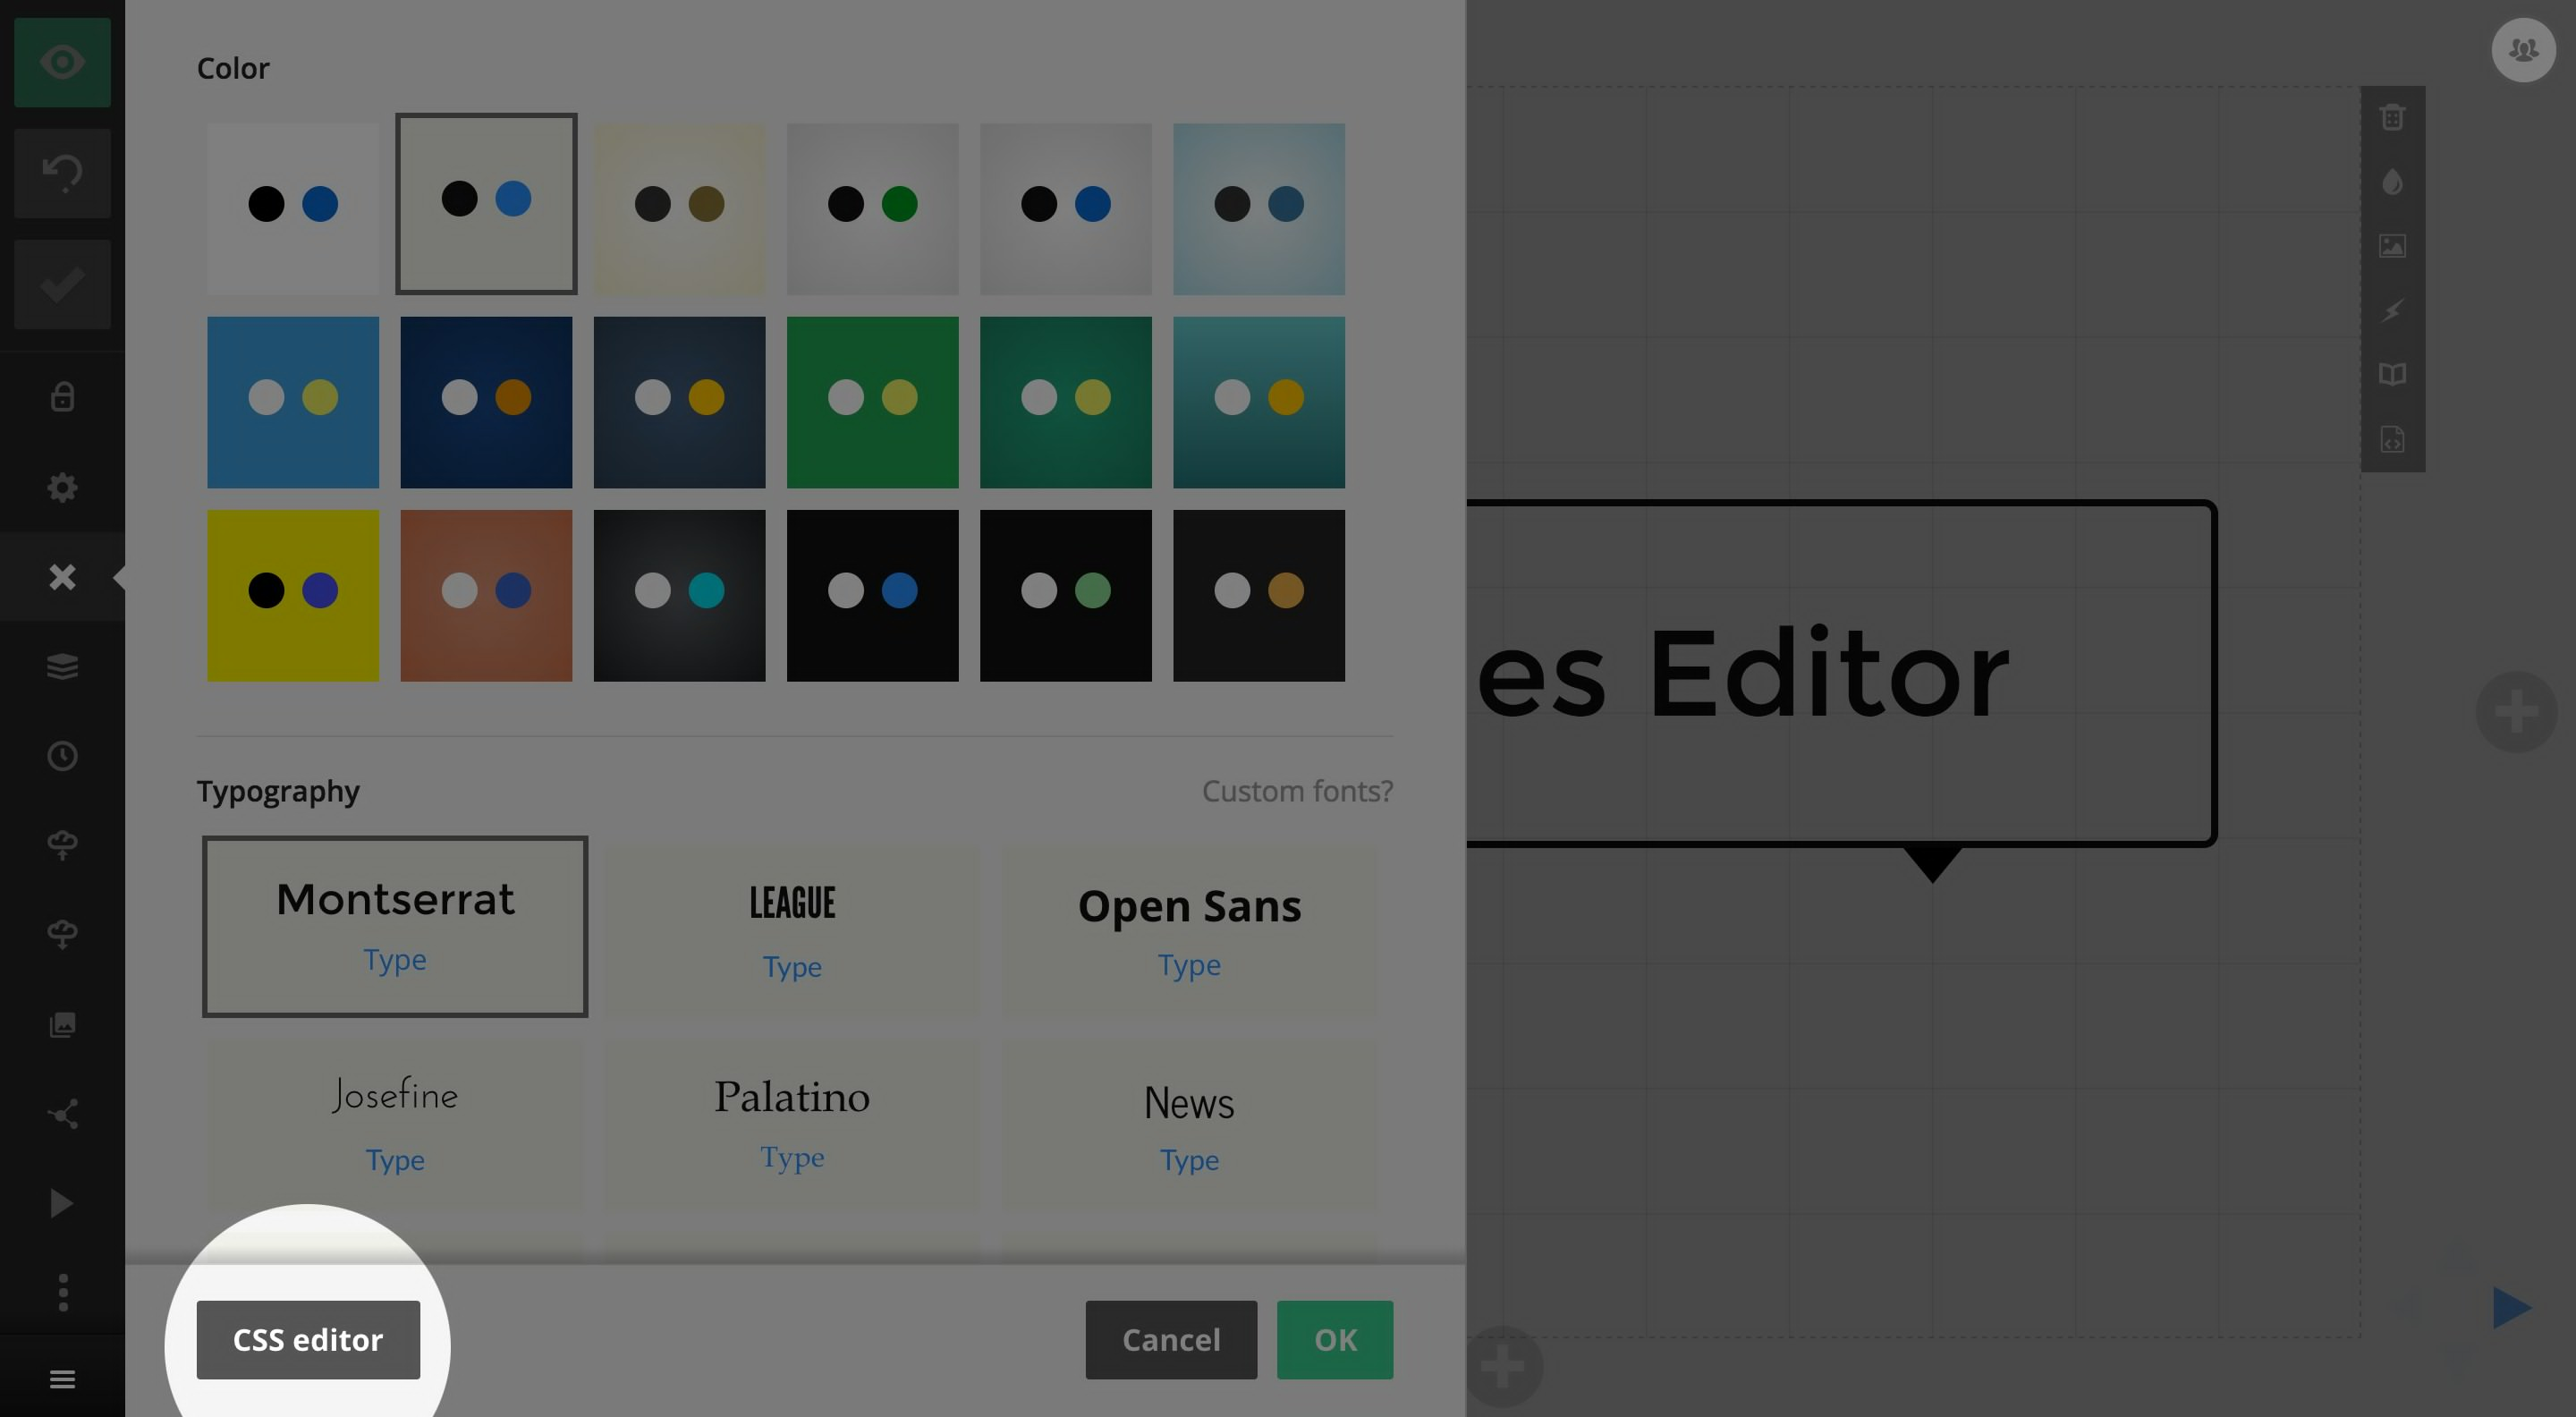 Color
es Editor
Typography
Custom fonts?
Montserrat
Type
LEAGUE
Type
Open Sans
Type
Josefine
Type
Palatino
Type
News
Type
CSS editor
Cancel
OK